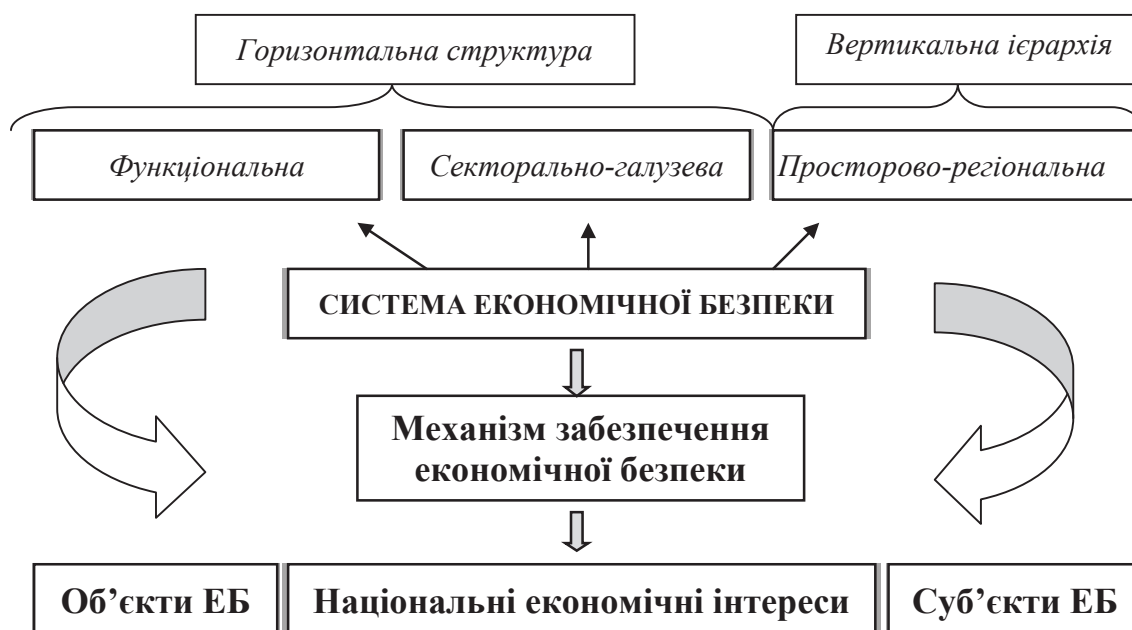 Горизонтальна структура
Вертикальна ієрархія
Функціональна
Секторально-галузева
Просторово-регіональна
СИСТЕМА ЕКОНОМІЧНОЇ БЕЗПЕКИ
Механізм забезпечення
економічної безпеки
Об’єкти ЕБ
Національні економічні інтереси
Суб’єкти ЕБ